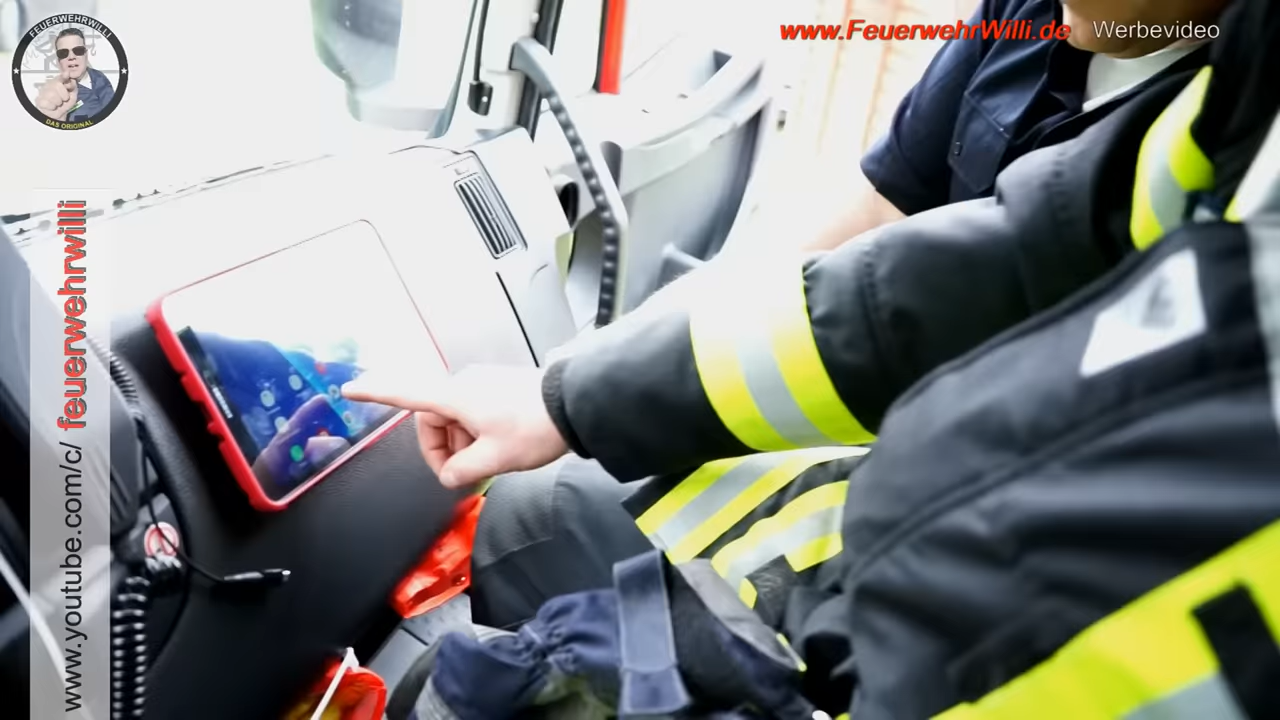 FEUERWEHRWILLI
DAS ORIGINAL
www.FeuerwehrWilli.de Werbevideo
www.youtube.com/c/ feuerwehrwilli